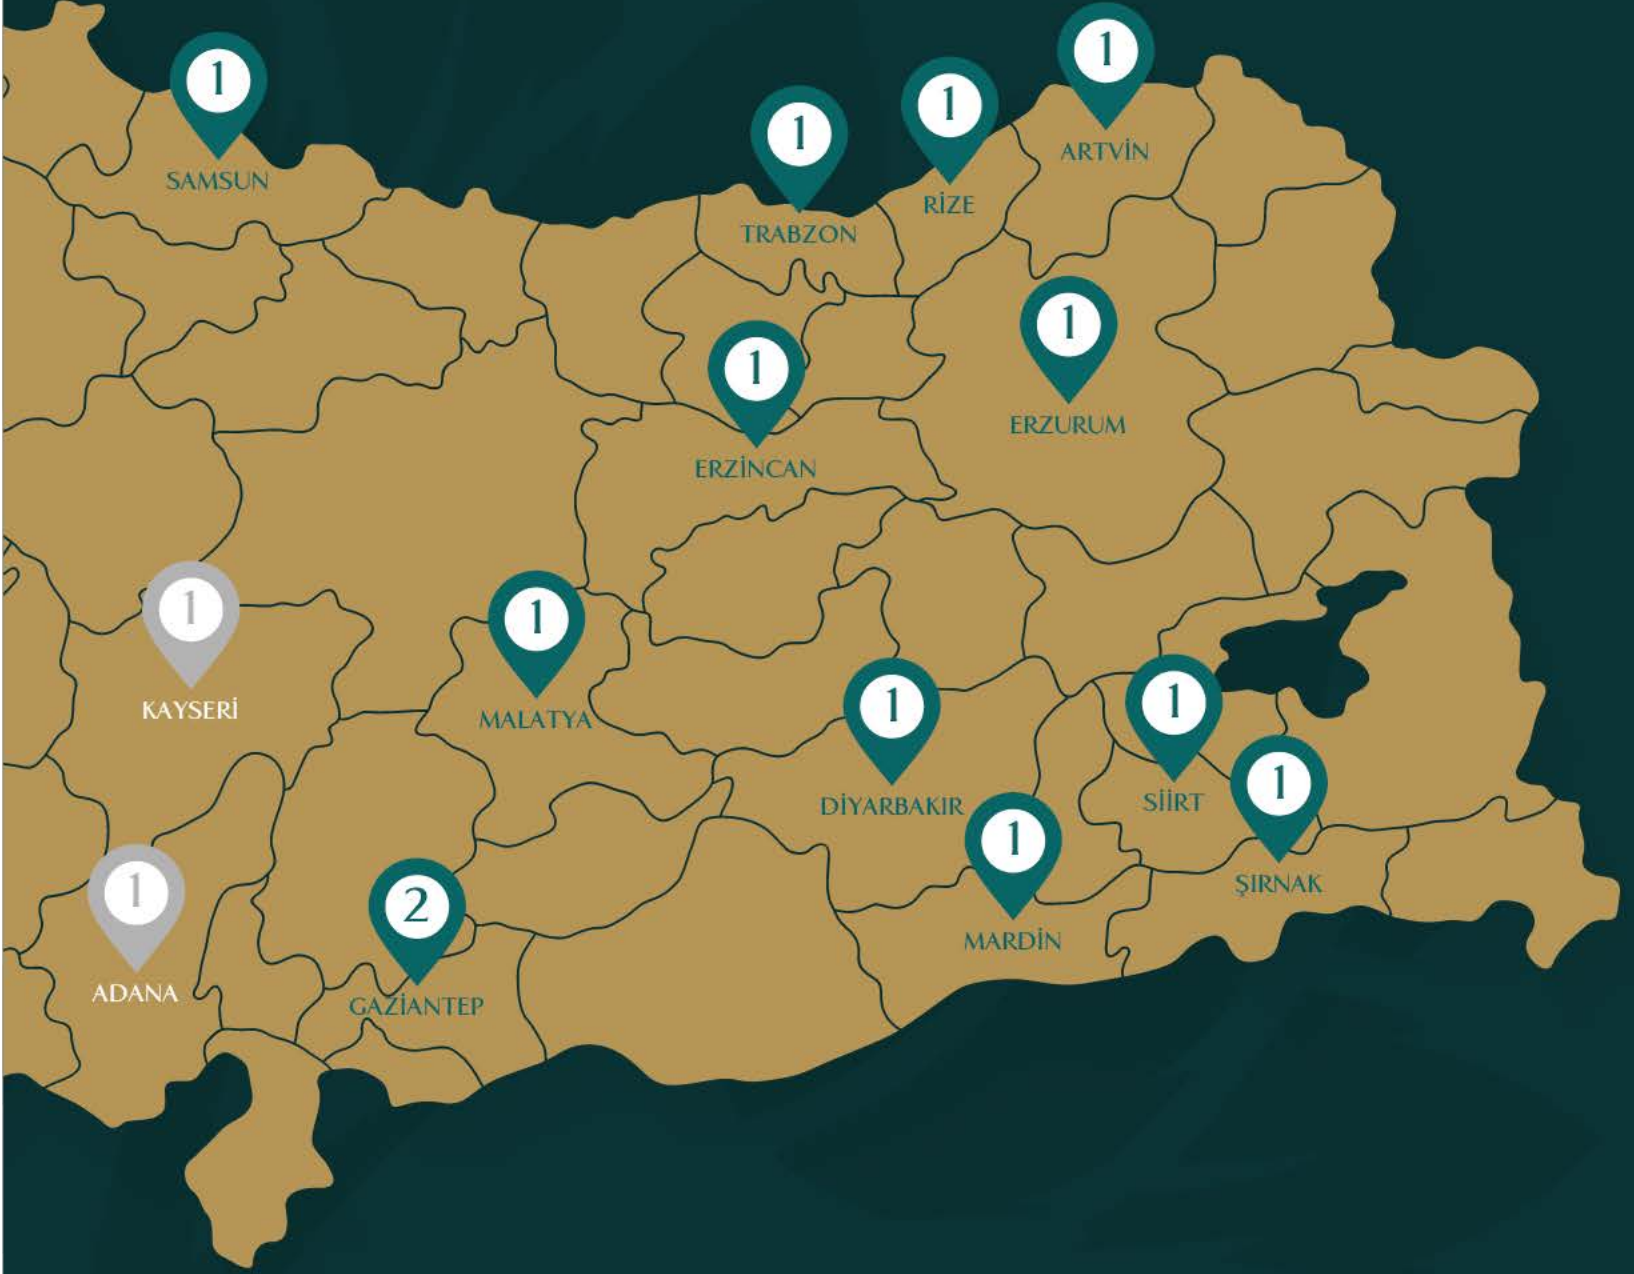 1
ARTVİN
1
SAMSUN
1
RİZE
1
TRABZON
1
ERZURUM
1
ERZİNCAN
1
KAYSERİ
1
MALATYA
1
DİYARBAKIR
1
SİİRT
1
ŞIRNAK
1
MARDİN
1
ADANA
2
GAZİANTEP